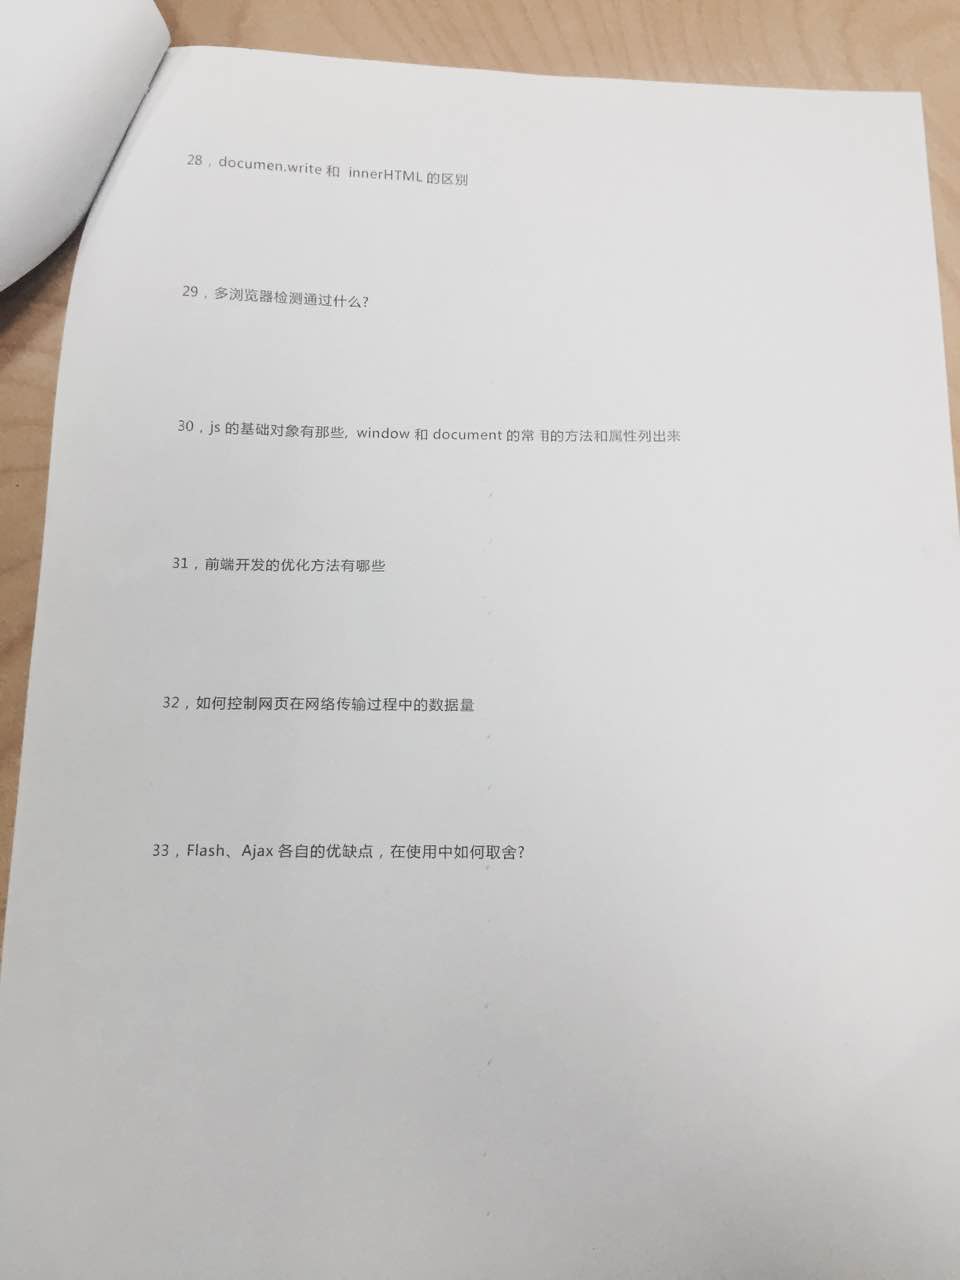 28，documen.write 和 innerHTML 的区别
29，多浏览器检测通过什么?
30，js 的基础对象有那些, window 和 document 的常用的方法和属性列出来
31，前端开发的优化方法有哪些
32，如何控制网页在网络传输过程中的数据量
33，Flash、Ajax 各自的优缺点，在使用中如何取舍?